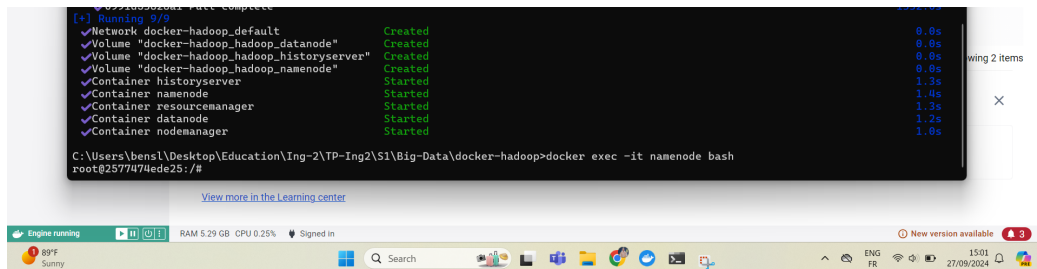 [+] Running 9/9
✔Network docker-hadoop_default Created 0.0s
✔Volume "docker-hadoop_hadoop_datanode" Created 0.0s
✔Volume "docker-hadoop_hadoop_historyserver" Created 0.0s
✔Volume "docker-hadoop_hadoop_namenode" Created 0.0s
✔Container historyserver Started 1.3s
✔Container namenode Started 1.4s
✔Container resourcemanager Started 1.3s
✔Container datanode Started 1.2s
✔Container nodemanager Started 1.0s
wing 2 items
C:\Users\bensl\Desktop\Education\Ing-2\TP-Ing2\S1\Big-Data\docker-hadoop>docker exec -it namenode bash
root@2577474ede25:/#
View more in the Learning center
Engine running RAM 5.29 GB CPU 0.25% Signed in New version available 3
1 89°F Sunny Search ENG FR 15:01 27/09/2024 PRE